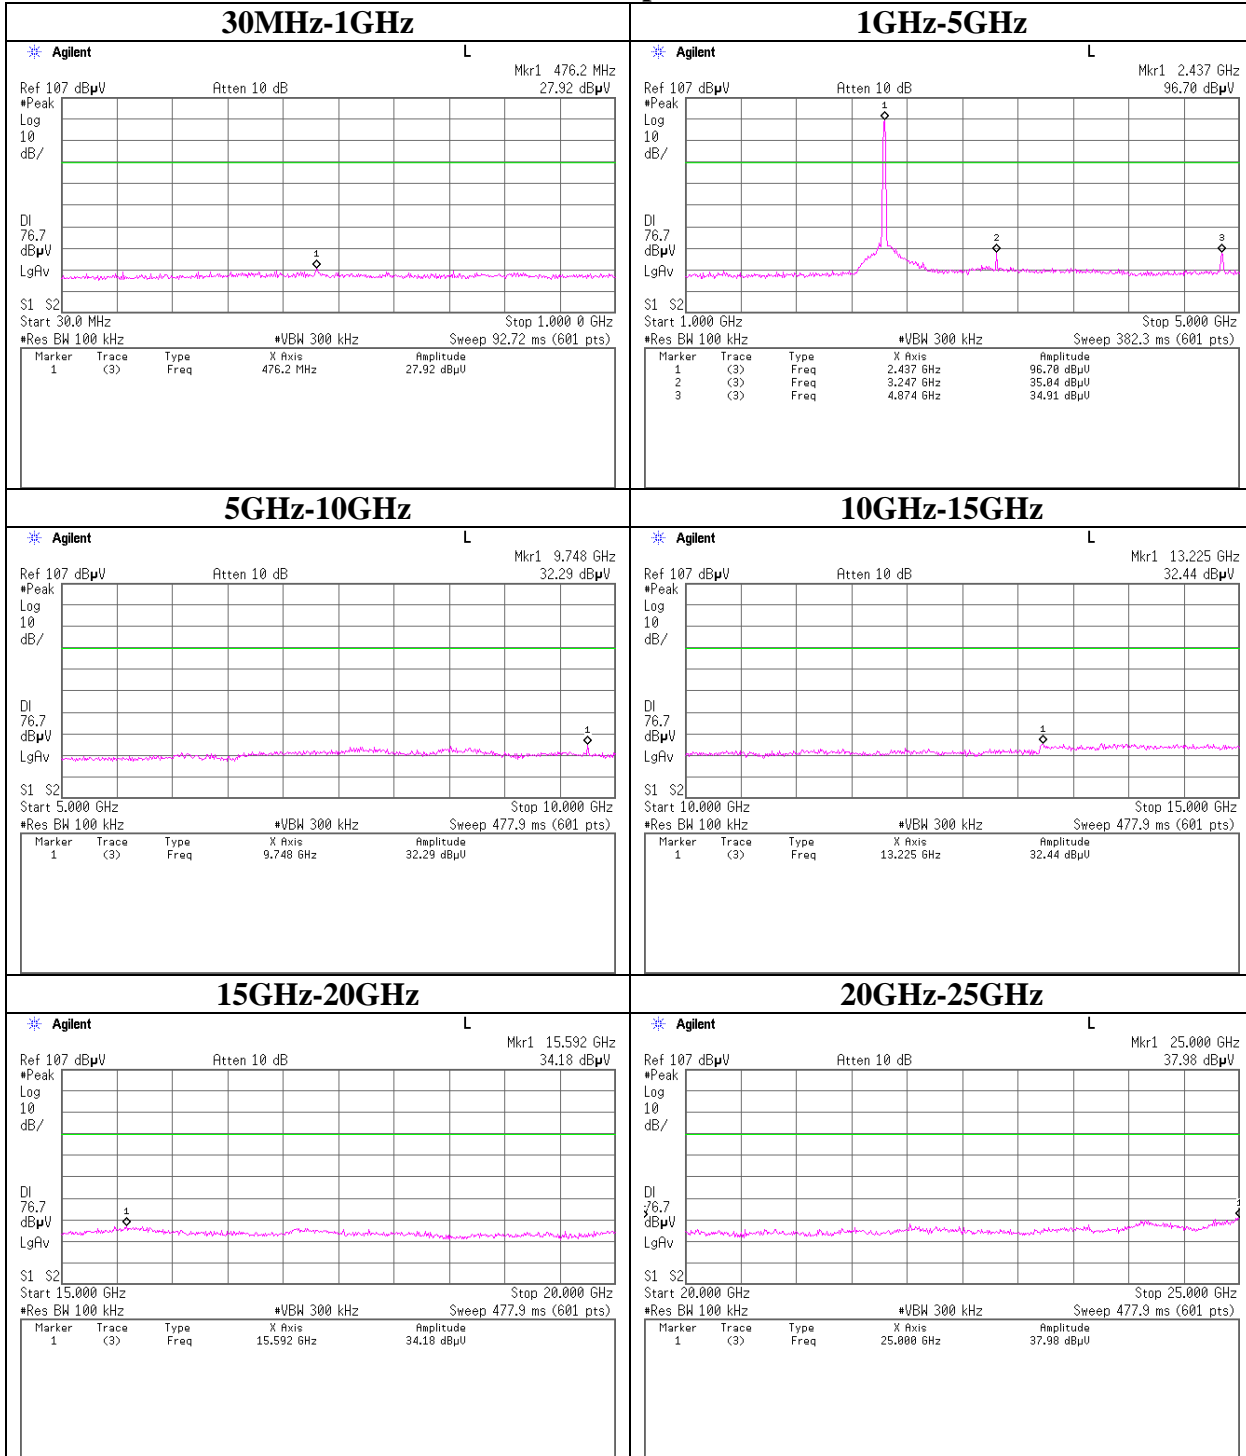 30MHz-1GHz
Agilent L
Mkr1 476.2 MHz
Ref 107 dBµV Atten 10 dB 27.92 dBµV
#Peak
Log
10
dB/
1
DI
76.7
dBµV
LgAv
S1 S2
Start 30.0 MHz Stop 1.000 0 GHz
#Res BW 100 kHz #VBW 300 kHz Sweep 92.72 ms (601 pts)
Marker Trace Type X Axis Amplitude
1 (3) Freq 476.2 MHz 27.92 dBµV
1GHz-5GHz
Agilent L
Mkr1 2.437 GHz
Ref 107 dBµV Atten 10 dB 96.70 dBµV
#Peak
Log
10
dB/
1
2
3
DI
76.7
dBµV
LgAv
S1 S2
Start 1.000 GHz Stop 5.000 GHz
#Res BW 100 kHz #VBW 300 kHz Sweep 382.3 ms (601 pts)
Marker Trace Type X Axis Amplitude
1 (3) Freq 2.437 GHz 96.70 dBµV
2 (3) Freq 3.247 GHz 35.04 dBµV
3 (3) Freq 4.874 GHz 34.91 dBµV
5GHz-10GHz
Agilent L
Mkr1 9.748 GHz
Ref 107 dBµV Atten 10 dB 32.29 dBµV
#Peak
Log
10
dB/
1
DI
76.7
dBµV
LgAv
S1 S2
Start 5.000 GHz Stop 10.000 GHz
#Res BW 100 kHz #VBW 300 kHz Sweep 477.9 ms (601 pts)
Marker Trace Type X Axis Amplitude
1 (3) Freq 9.748 GHz 32.29 dBµV
10GHz-15GHz
Agilent L
Mkr1 13.225 GHz
Ref 107 dBµV Atten 10 dB 32.44 dBµV
#Peak
Log
10
dB/
1
DI
76.7
dBµV
LgAv
S1 S2
Start 10.000 GHz Stop 15.000 GHz
#Res BW 100 kHz #VBW 300 kHz Sweep 477.9 ms (601 pts)
Marker Trace Type X Axis Amplitude
1 (3) Freq 13.225 GHz 32.44 dBµV
15GHz-20GHz
Agilent L
Mkr1 15.592 GHz
Ref 107 dBµV Atten 10 dB 34.18 dBµV
#Peak
Log
10
dB/
1
DI
76.7
dBµV
LgAv
S1 S2
Start 15.000 GHz Stop 20.000 GHz
#Res BW 100 kHz #VBW 300 kHz Sweep 477.9 ms (601 pts)
Marker Trace Type X Axis Amplitude
1 (3) Freq 15.592 GHz 34.18 dBµV
20GHz-25GHz
Agilent L
Mkr1 25.000 GHz
Ref 107 dBµV Atten 10 dB 37.98 dBµV
#Peak
Log
10
dB/
1
DI
76.7
dBµV
LgAv
S1 S2
Start 20.000 GHz Stop 25.000 GHz
#Res BW 100 kHz #VBW 300 kHz Sweep 477.9 ms (601 pts)
Marker Trace Type X Axis Amplitude
1 (3) Freq 25.000 GHz 37.98 dBµV